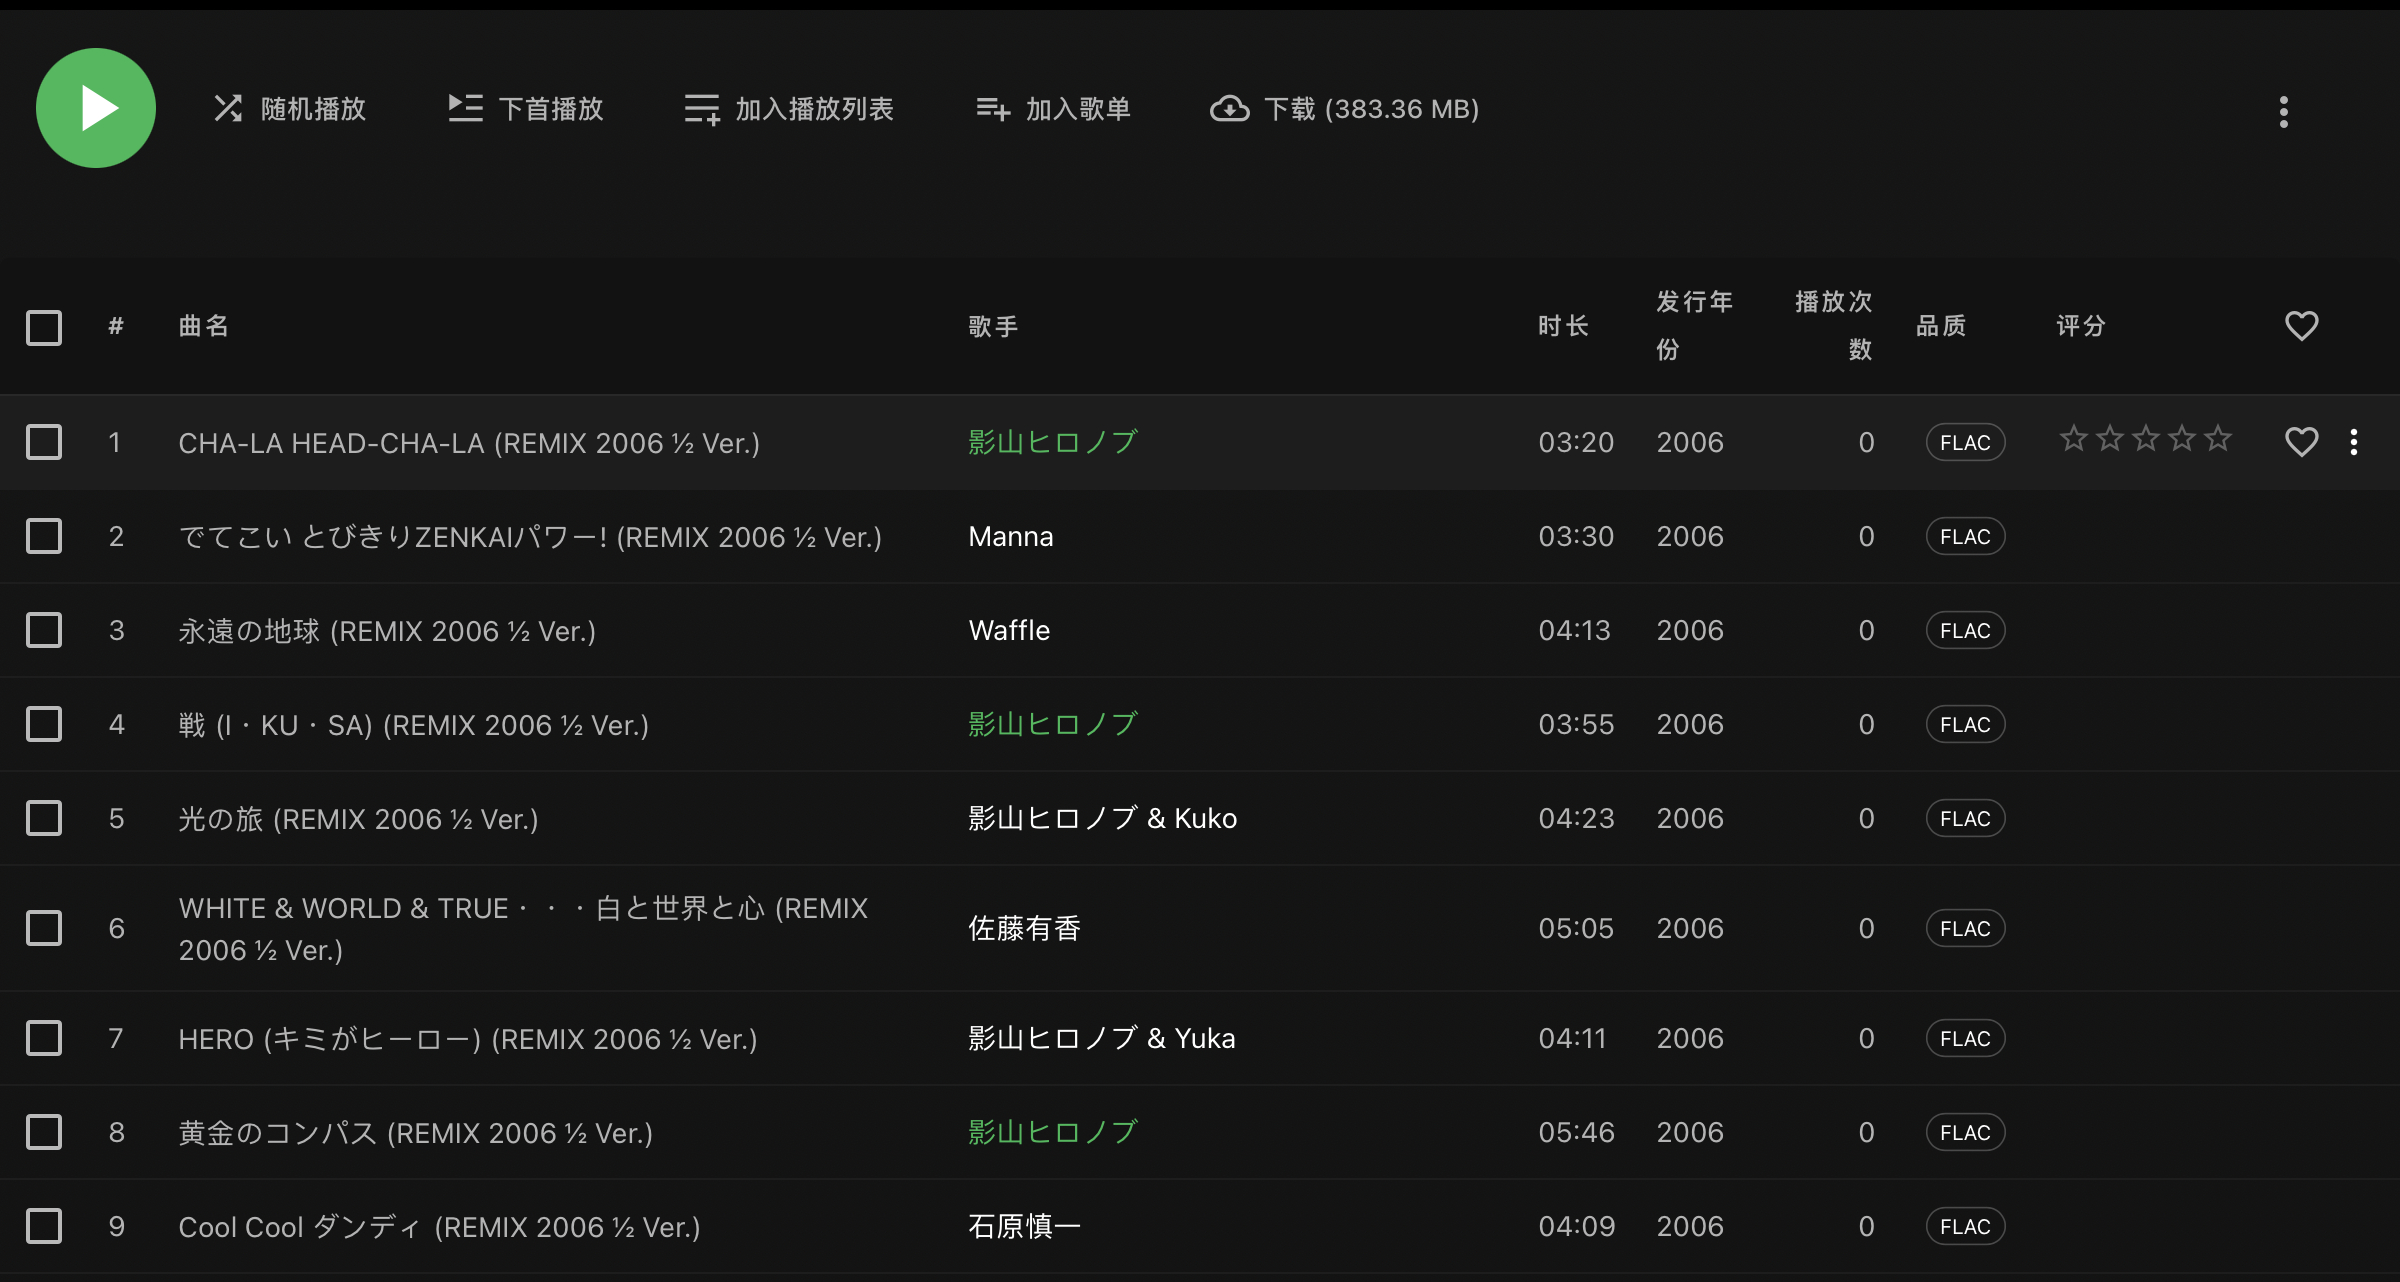 随机播放 下首播放 加入播放列表 加入歌单 下载 (383.36 MB)
# 曲名 歌手 时长 发行年份 播放次数 品质 评分
1 CHA-LA HEAD-CHA-LA (REMIX 2006 ½ Ver.) 影山ヒロノブ 03:20 2006 0 FLAC
2 でてこい とびきりZENKAIパワー! (REMIX 2006 ½ Ver.) Manna 03:30 2006 0 FLAC
3 永遠の地球 (REMIX 2006 ½ Ver.) Waffle 04:13 2006 0 FLAC
4 戦 (I・KU・SA) (REMIX 2006 ½ Ver.) 影山ヒロノブ 03:55 2006 0 FLAC
5 光の旅 (REMIX 2006 ½ Ver.) 影山ヒロノブ & Kuko 04:23 2006 0 FLAC
6 WHITE & WORLD & TRUE・・・白と世界と心 (REMIX
2006 ½ Ver.) 佐藤有香 05:05 2006 0 FLAC
7 HERO (キミがヒーロー) (REMIX 2006 ½ Ver.) 影山ヒロノブ & Yuka 04:11 2006 0 FLAC
8 黄金のコンパス (REMIX 2006 ½ Ver.) 影山ヒロノブ 05:46 2006 0 FLAC
9 Cool Cool ダンディ (REMIX 2006 ½ Ver.) 石原慎一 04:09 2006 0 FLAC